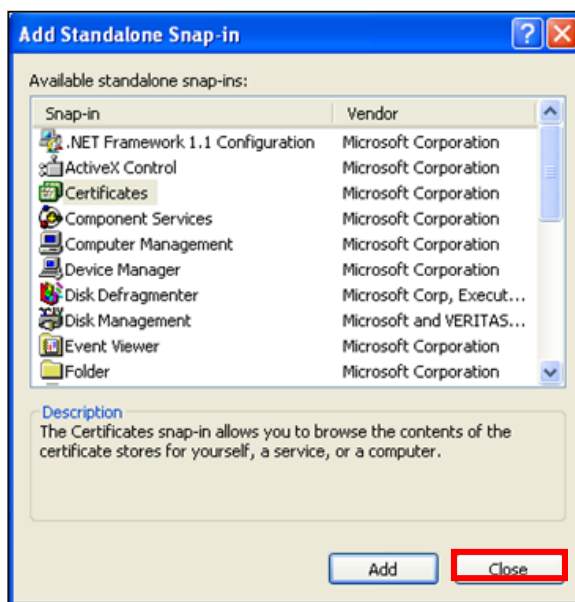 Add Standalone Snap-in
Available standalone snap-ins:
Snap-in Vendor
.NET Framework 1.1 Configuration Microsoft Corporation
ActiveX Control Microsoft Corporation
Certificates Microsoft Corporation
Component Services Microsoft Corporation
Computer Management Microsoft Corporation
Device Manager Microsoft Corporation
Disk Defragmenter Microsoft Corp, Execut...
Disk Management Microsoft and VERITAS...
Event Viewer Microsoft Corporation
Folder Microsoft Corporation
Description
The Certificates snap-in allows you to browse the contents of the
certificate stores for yourself, a service, or a computer.
Add Close